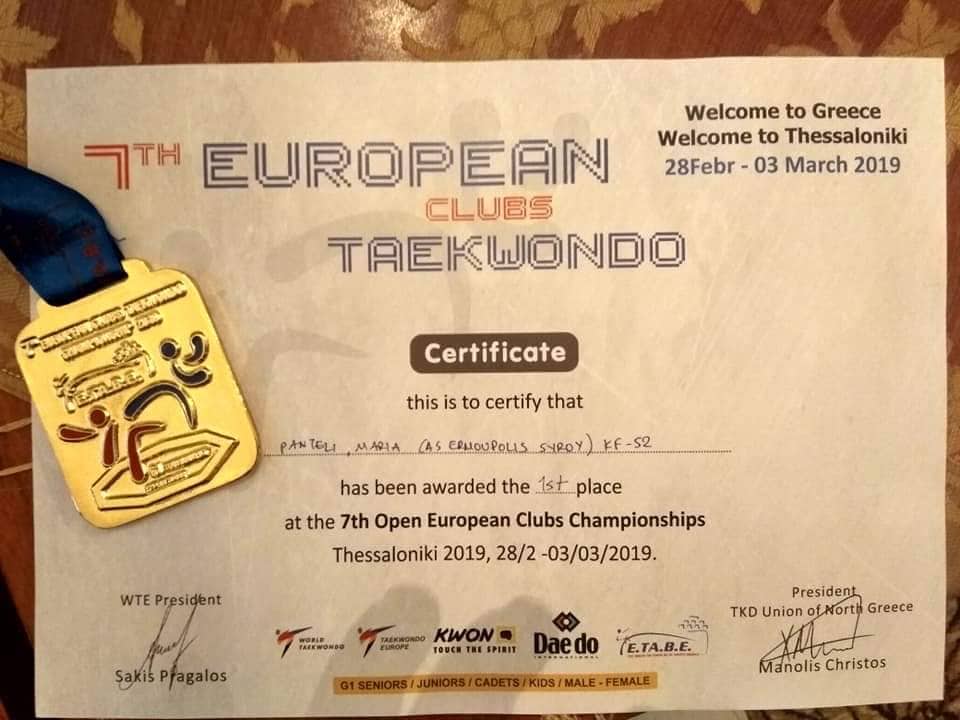 Welcome to Greece
Welcome to Thessaloniki
28Febr - 03 March 2019
7TH EUROPEAN
CLUBS
TAEKWONDO
Certificate
this is to certify that
PANTELI, MARIA (AS ERMOUPOLIS SYROY) KF-52
has been awarded the 1st place
at the 7th Open European Clubs Championships
Thessaloniki 2019, 28/2 -03/03/2019.
WTE President
Sakis Pragalos
President
TKD Union of North Greece
Manolis Christos
WORLD TAEKWONDO
TAEKWONDO EUROPE
KWON
TOUCH THE SPIRIT
Dae do
INTERNATIONAL
E.TA.B.E.
G1 SENIORS / JUNIORS / CADETS / KIDS / MALE - FEMALE